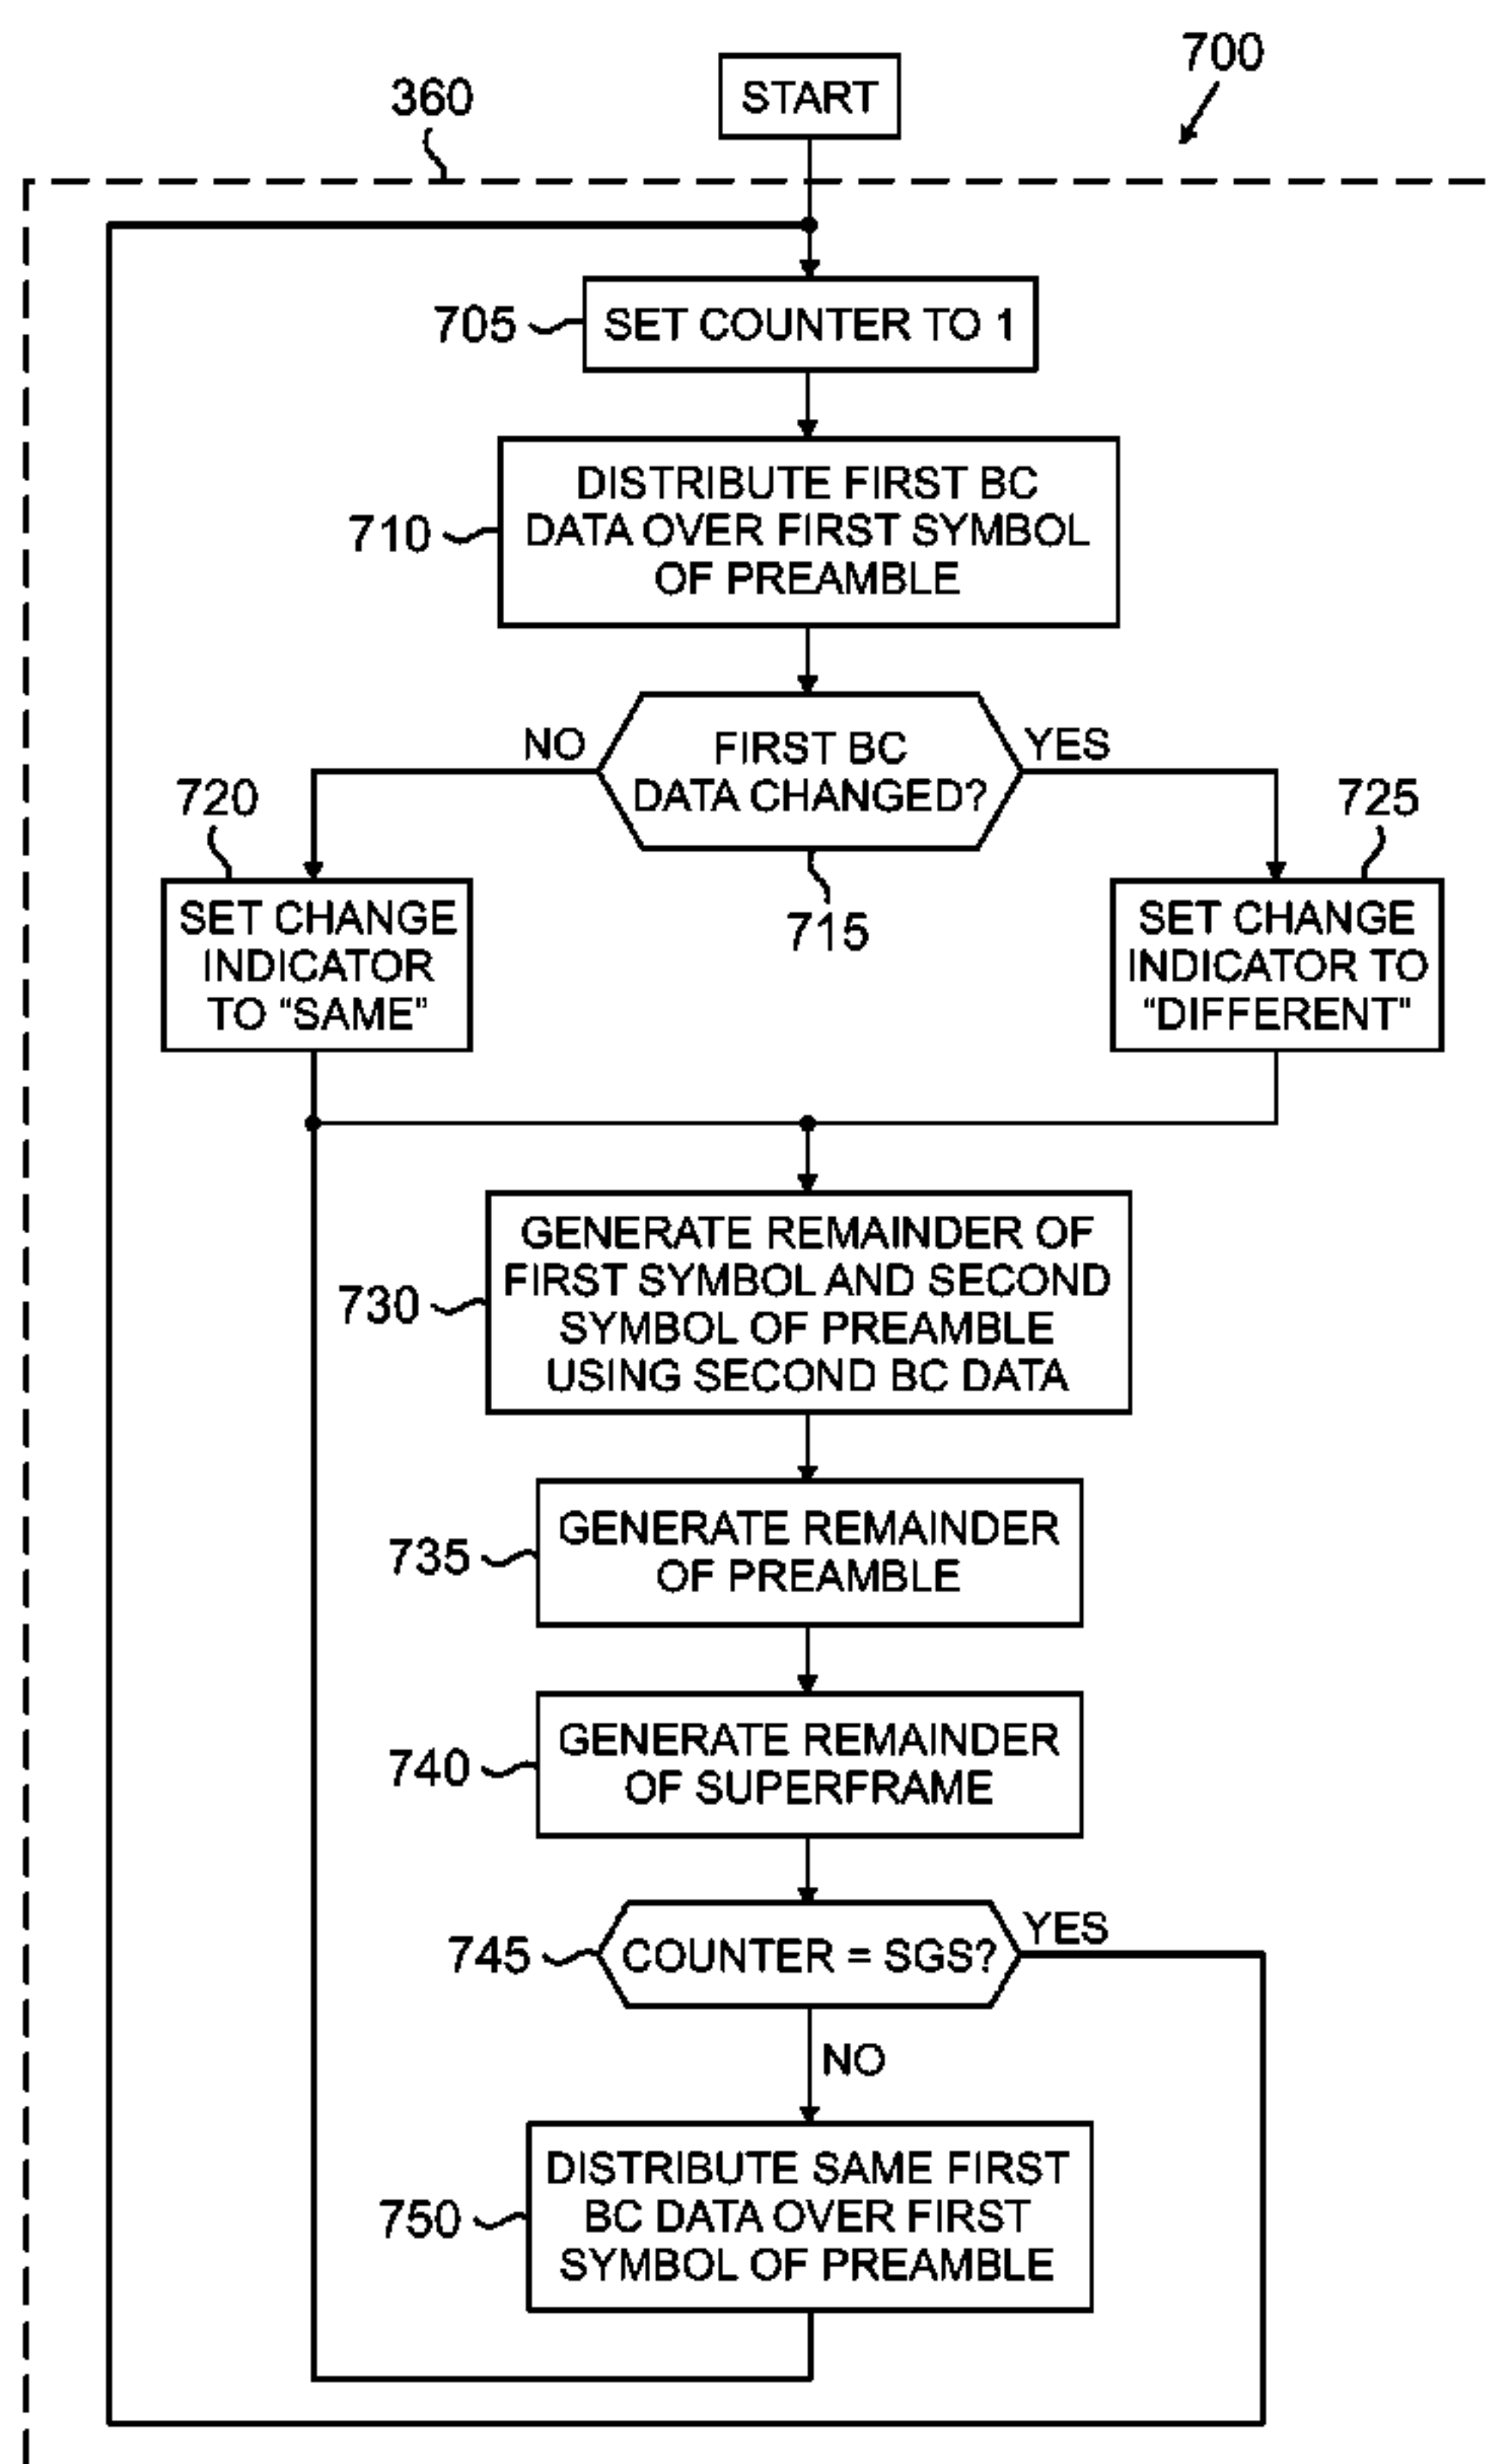 700
START
360
705
SET COUNTER TO 1
710
DISTRIBUTE FIRST BC
DATA OVER FIRST SYMBOL
OF PREAMBLE
NO
FIRST BC
DATA CHANGED?
YES
715
720
SET CHANGE
INDICATOR
TO “SAME”
725
SET CHANGE
INDICATOR TO
“DIFFERENT"
730
GENERATE REMAINDER OF
FIRST SYMBOL AND SECOND
SYMBOL OF PREAMBLE
USING SECOND BC DATA
735
GENERATE REMAINDER
OF PREAMBLE
740
GENERATE REMAINDER
OF SUPERFRAME
745
COUNTER = SGS?
YES
NO
750
DISTRIBUTE SAME FIRST
BC DATA OVER FIRST
SYMBOL OF PREAMBLE